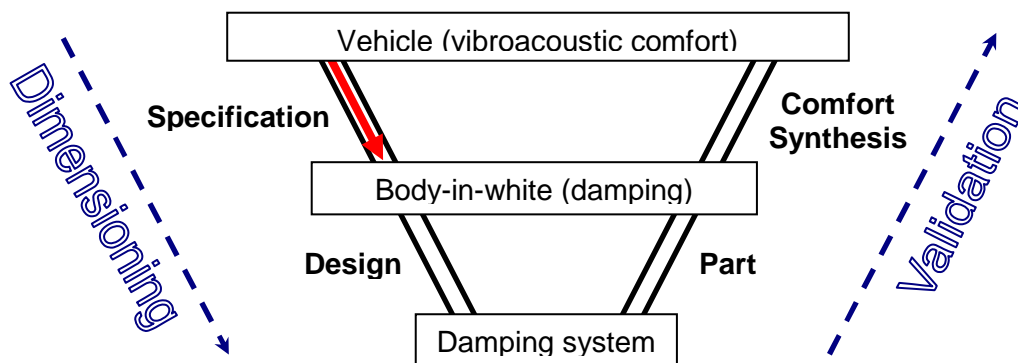 Vehicle (vibroacoustic comfort)
Dimensioning
Specification
Comfort
Synthesis
Validation
Body-in-white (damping)
Design
Part
Damping system